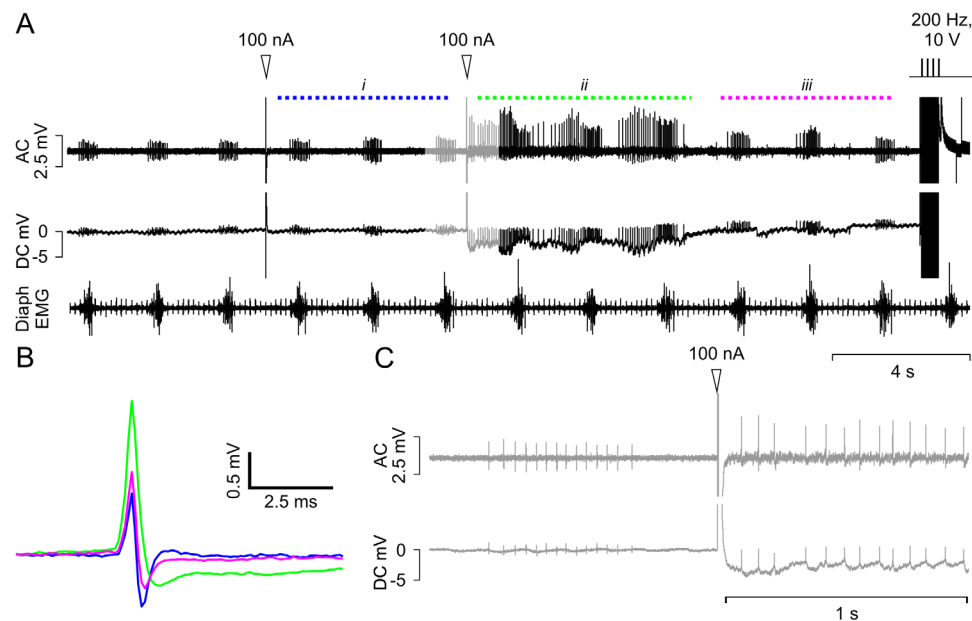 A
100 nA
100 nA
200 Hz,
10 V
i
ii
iii
AC
2.5 mV
DC mV
0
-5
Diaph
EMG
4 s
B
0.5 mV
2.5 ms
C
100 nA
AC
2.5 mV
DC mV
0
-5
1 s